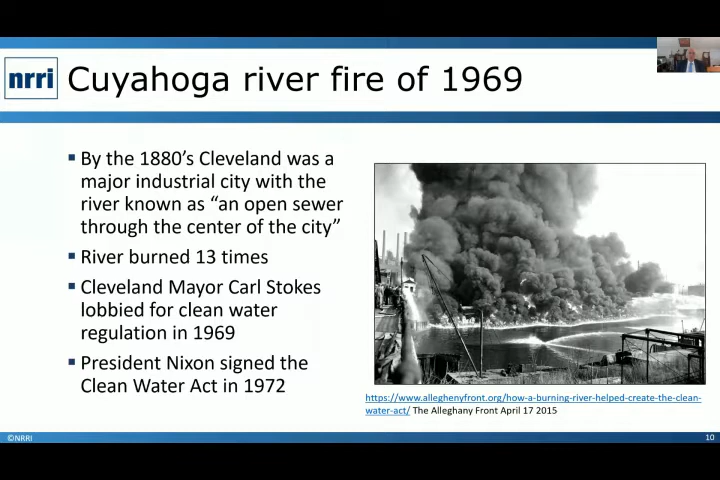 nrri Cuyahoga river fire of 1969
▪ By the 1880's Cleveland was a
major industrial city with the
river known as “an open sewer
through the center of the city”
▪ River burned 13 times
▪ Cleveland Mayor Carl Stokes
lobbied for clean water
regulation in 1969
▪ President Nixon signed the
Clean Water Act in 1972
https://www.alleghenyfront.org/how-a-burning-river-helped-create-the-clean-
water-act/ The Alleghany Front April 17 2015
©NRRI
10